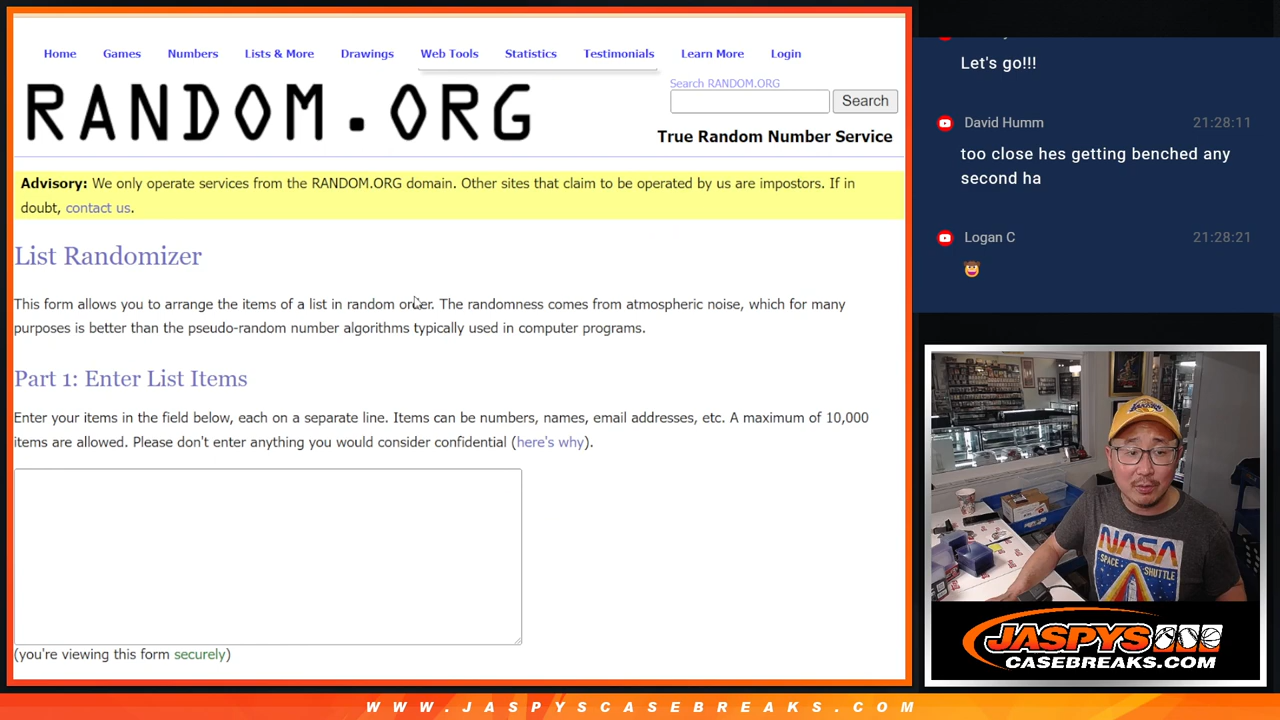 Home Games Numbers Lists & More Drawings Web Tools Statistics Testimonials Learn More Login
RANDOM.ORG
Search RANDOM.ORG
Search
True Random Number Service
Advisory: We only operate services from the RANDOM.ORG domain. Other sites that claim to be operated by us are impostors. If in
doubt, contact us.
List Randomizer
This form allows you to arrange the items of a list in random order. The randomness comes from atmospheric noise, which for many
purposes is better than the pseudo-random number algorithms typically used in computer programs.
Part 1: Enter List Items
Enter your items in the field below, each on a separate line. Items can be numbers, names, email addresses, etc. A maximum of 10,000
items are allowed. Please don't enter anything you would consider confidential (here's why).
(you're viewing this form securely)
Let's go!!!
David Humm 21:28:11
too close hes getting benched any
second ha
Logan C 21:28:21
NASA
SPACE SHUTTLE
JASPYS
CASEBREAKS.COM
WWW.JASPYSCASEBREAKS.COM